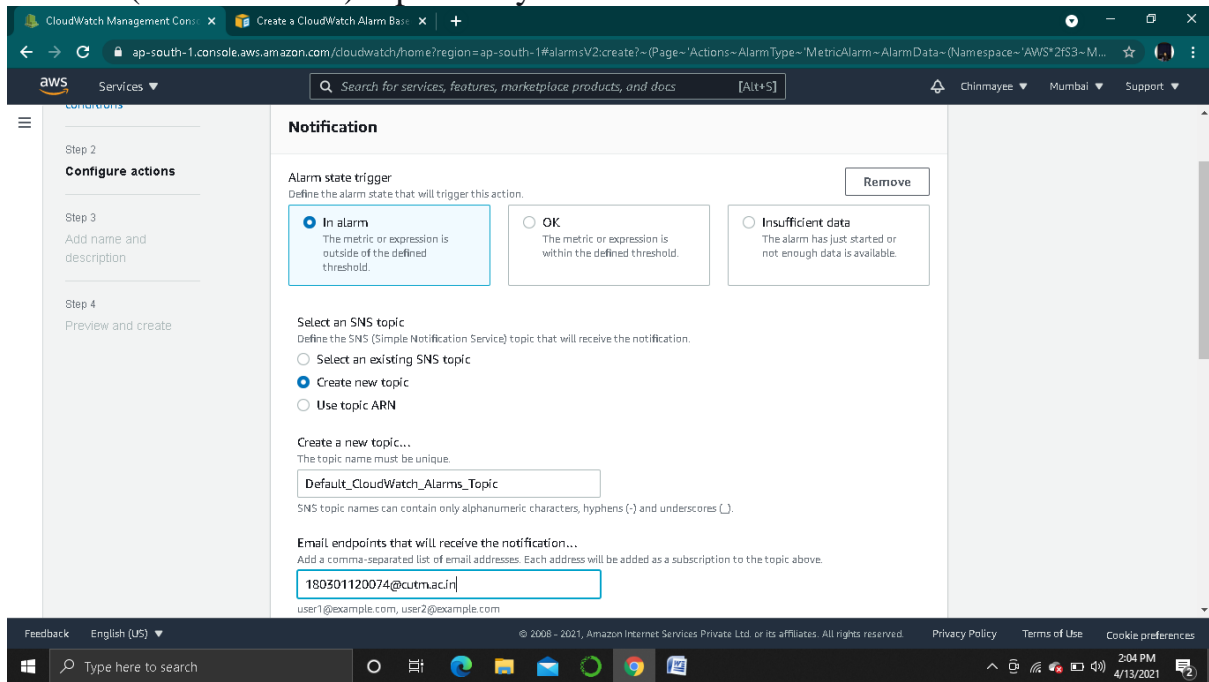 CloudWatch Management Conso
Create a CloudWatch Alarm Base
ap-south-1.console.aws.amazon.com/cloudwatch/home?region=ap-south-1#alarmsV2:create?~(Page~'Actions~AlarmType~'MetricAlarm~AlarmData~(Namespace~'AWS*2fS3~M...
aws Services ▼ Search for services, features, marketplace products, and docs [Alt+S] Chinmayee ▼ Mumbai ▼ Support ▼
conditions
Step 2
Configure actions
Step 3
Add name and
description
Step 4
Preview and create
Notification
Alarm state trigger
Define the alarm state that will trigger this action.
Remove
In alarm
The metric or expression is
outside of the defined
threshold.
OK
The metric or expression is
within the defined threshold.
Insufficient data
The alarm has just started or
not enough data is available.
Select an SNS topic
Define the SNS (Simple Notification Service) topic that will receive the notification.
Select an existing SNS topic
Create new topic
Use topic ARN
Create a new topic...
The topic name must be unique.
Default_CloudWatch_Alarms_Topic
SNS topic names can contain only alphanumeric characters, hyphens (-) and underscores (_).
Email endpoints that will receive the notification...
Add a comma-separated list of email addresses. Each address will be added as a subscription to the topic above.
180301120074@cutm.ac.in
user1@example.com, user2@example.com
Feedback English (US) ▼ © 2008 - 2021, Amazon Internet Services Private Ltd. or its affiliates. All rights reserved. Privacy Policy Terms of Use Cookie preferences
Type here to search
2:04 PM
4/13/2021
2